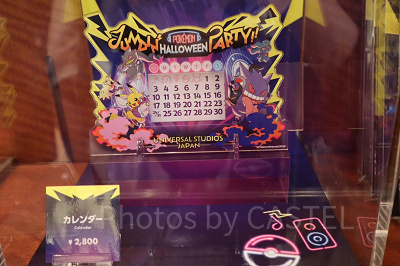 JUMPIN' POKÉMON PARTY!!
HALLOWEEN
M T W T F
1 2
3 4 5 6 7 8 9
10 11 12 13 14 15 16
17 18 19 20 21 22 23
25 26 27 28 29 30
UNIVERSAL STUDIOS
JAPAN
カレンダー
Calendar
¥2,800
Photos by CASTEL